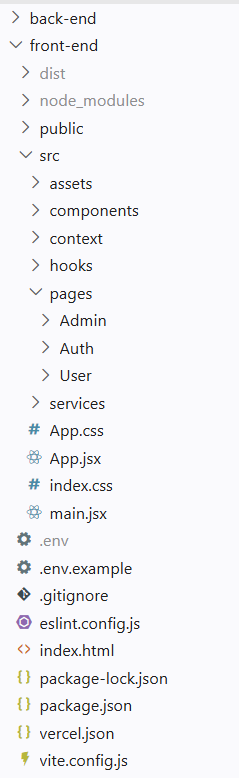 back-end
front-end
dist
node_modules
public
src
assets
components
context
hooks
pages
Admin
Auth
User
services
App.css
App.jsx
index.css
main.jsx
.env
.env.example
.gitignore
eslint.config.js
index.html
package-lock.json
package.json
vercel.json
vite.config.js